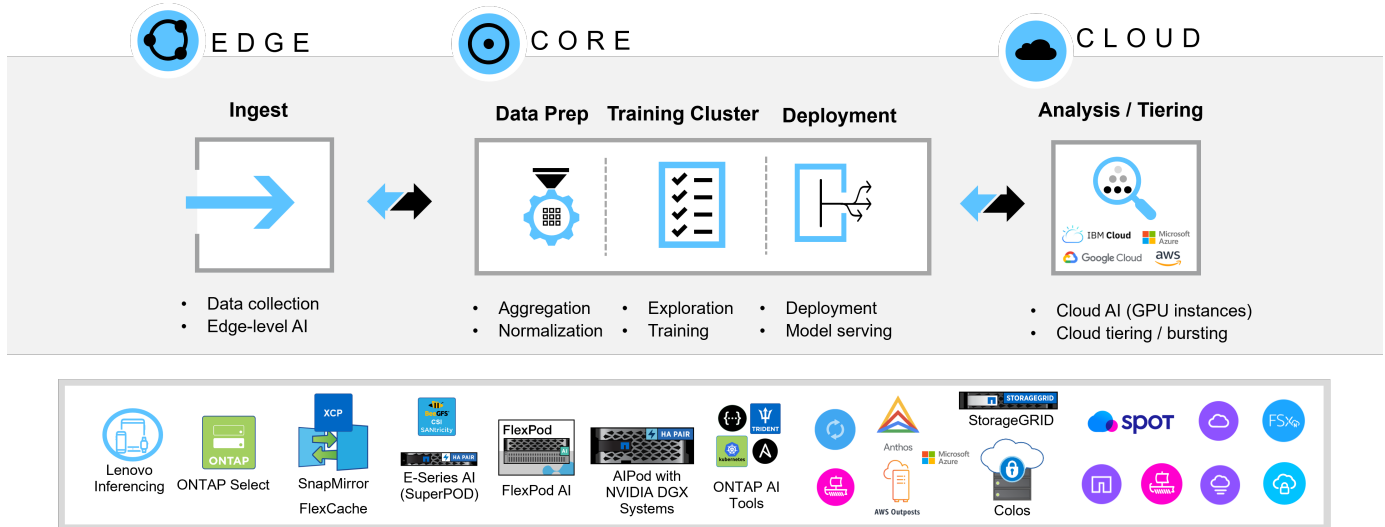 EDGE
CORE
CLOUD
Ingest
Data Prep
Training Cluster
Deployment
Analysis / Tiering
IBM Cloud
Microsoft
Azure
Google Cloud
aws
• Data collection
• Edge-level AI
• Aggregation
• Normalization
• Exploration
• Training
• Deployment
• Model serving
• Cloud AI (GPU instances)
• Cloud tiering / bursting
Lenovo
Inferencing
ONTAP
ONTAP Select
XCP
SnapMirror
FlexCache
BeeGFS
CSI
SANtricity
HA PAIR
E-Series AI
(SuperPOD)
FlexPod
AI
FlexPod AI
HA PAIR
AIPod with
NVIDIA DGX
Systems
{···}
TRIDENT
kubernetes
A
ONTAP AI
Tools
Anthos
AWS Outposts
Microsoft
Azure
STORAGEGRID
StorageGRID
Colos
spot
FSx